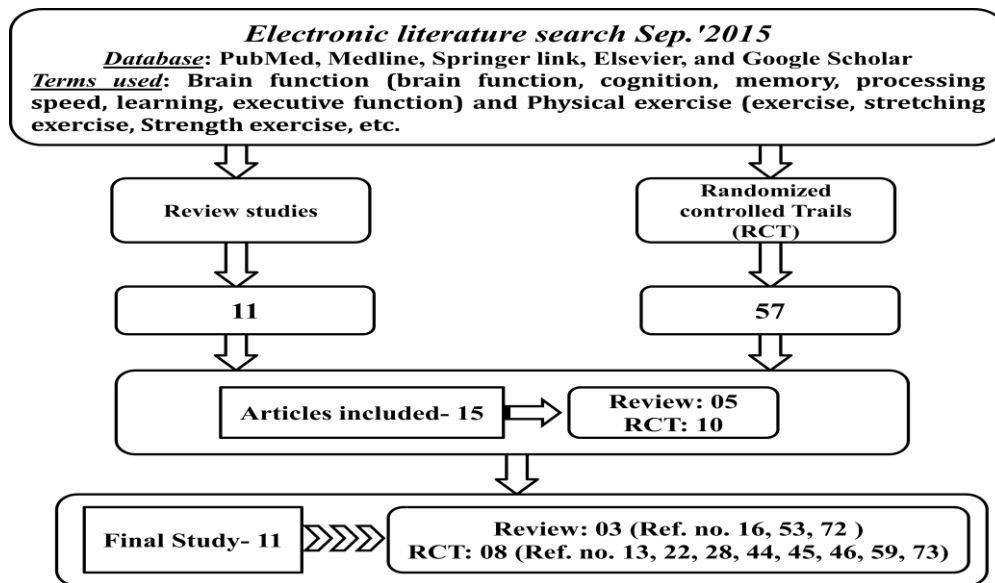 Electronic literature search Sep.'2015
Database: PubMed, Medline, Springer link, Elsevier, and Google Scholar
Terms used: Brain function (brain function, cognition, memory, processing
speed, learning, executive function) and Physical exercise (exercise, stretching
exercise, Strength exercise, etc.
Review studies
Randomized
controlled Trails
(RCT)
11
57
Articles included- 15
Review: 05
RCT: 10
Final Study- 11
Review: 03 (Ref. no. 16, 53, 72 )
RCT: 08 (Ref. no. 13, 22, 28, 44, 45, 46, 59, 73)